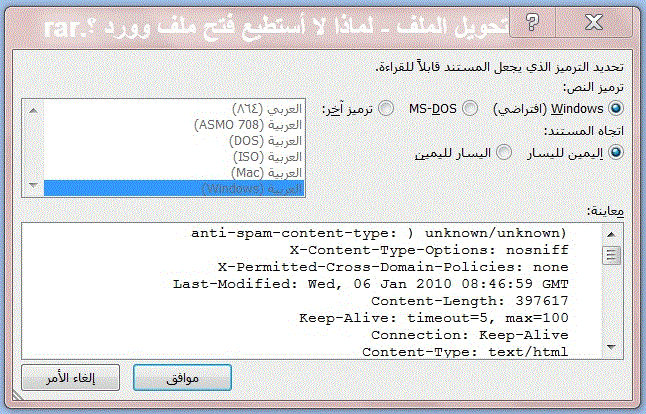 تحويل الملف - لماذا لا أستطيع فتح ملف وورد ؟.rar
تحديد الترميز الذي يجعل المستند قابلاً للقراءة.
ترميز النص:
Windows (افتراضي) MS-DOS ترميز آخر:
العربي (٨٦٤)
العربية (ASMO 708)
العربية (DOS)
العربية (ISO)
العربية (Mac)
العربية (Windows)
اتجاه المستند:
اليمين لليسار اليسار لليمين
معاينة:
anti-spam-content-type: ) unknown/unknown)
X-Content-Type-Options: nosniff
X-Permitted-Cross-Domain-Policies: none
Last-Modified: Wed, 06 Jan 2010 08:46:59 GMT
Content-Length: 397617
Keep-Alive: timeout=5, max=100
Connection: Keep-Alive
Content-Type: text/html
موافق إلغاء الأمر